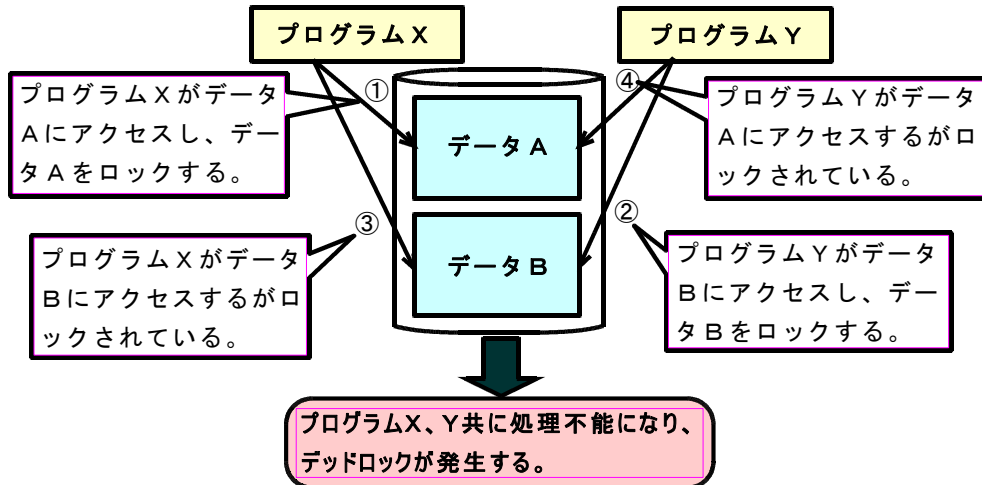 プログラムX
プログラムY
①
プログラムXがデータ
Aにアクセスし、デー
タAをロックする。
④
プログラムYがデータ
Aにアクセスするがロ
ックされている。
データA
③
プログラムXがデータ
Bにアクセスするがロ
ックされている。
②
プログラムYがデータ
Bにアクセスし、デー
タBをロックする。
データB
プログラムX、Y共に処理不能になり、
デッドロックが発生する。